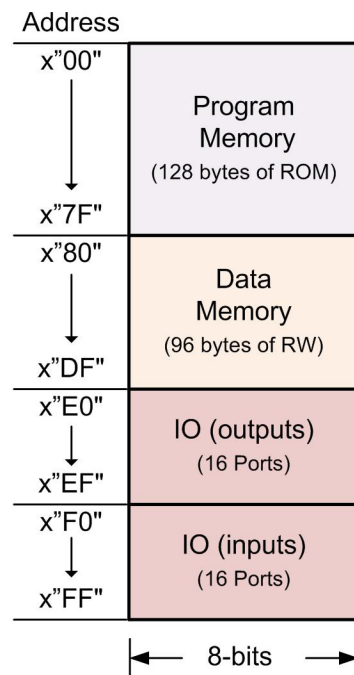 Address
x"00"
Program
Memory
(128 bytes of ROM)
x"7F"
x"80"
Data
Memory
(96 bytes of RW)
x"DF"
x"E0"
IO (outputs)
(16 Ports)
x"EF"
x"F0"
IO (inputs)
(16 Ports)
x"FF"
8-bits